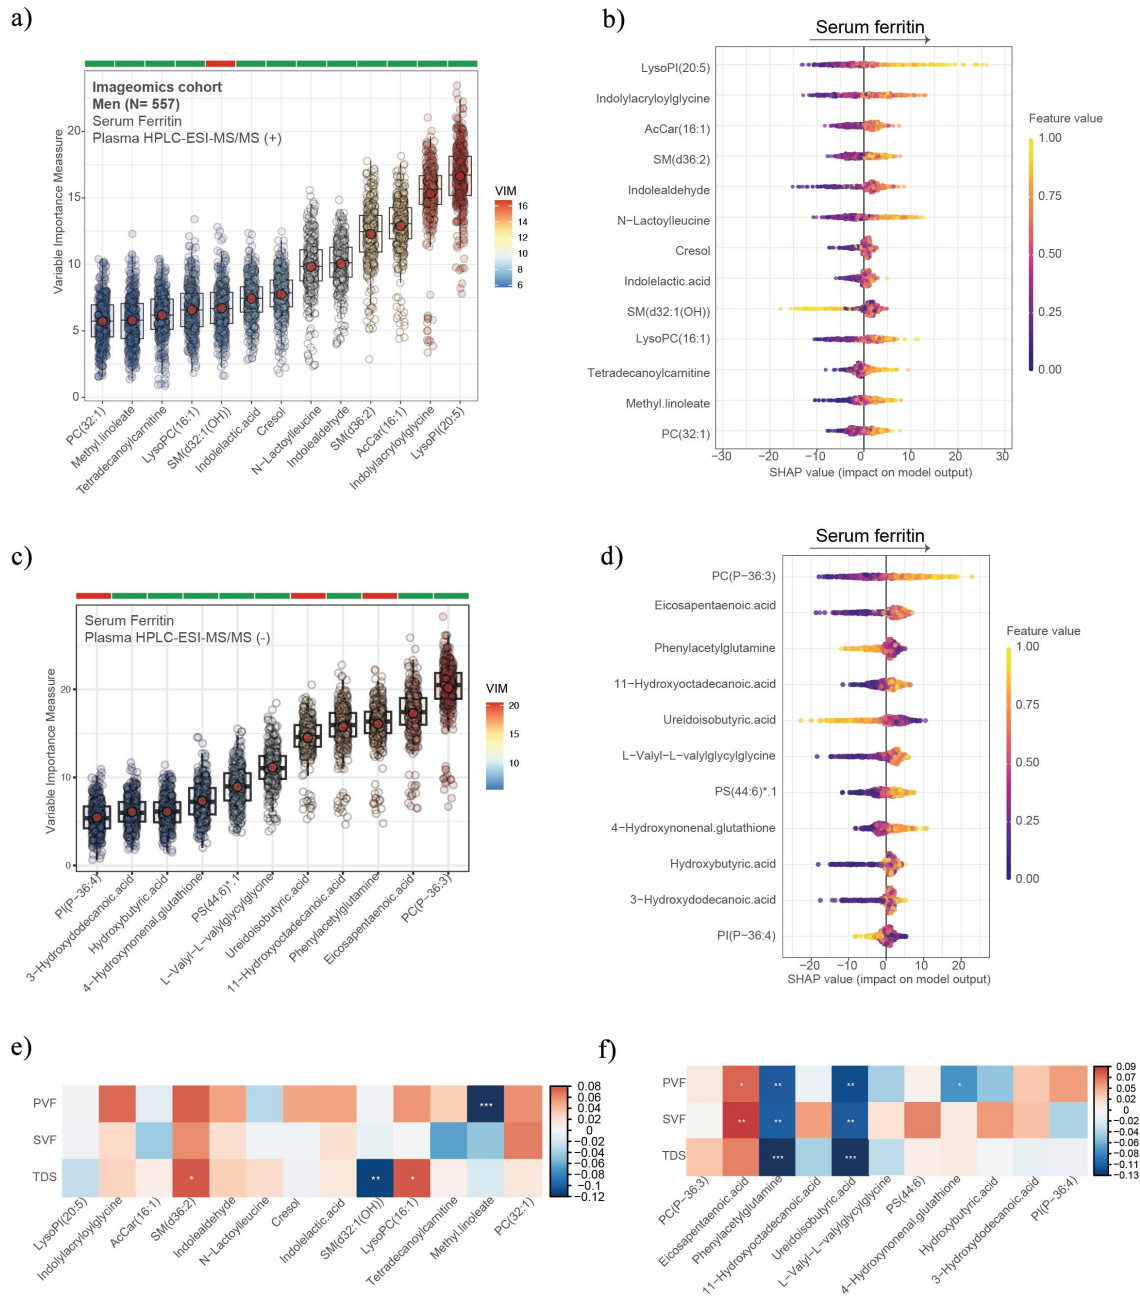 a)
Imageomics cohort
Men (N= 557)
Serum Ferritin
Plasma HPLC-ESI-MS/MS (+)
Variable Importance Meassure
20
15
10
5
0
VIM
16
14
12
10
8
6
PC(32:1)
Methyl.linoleate
Tetradecanoylcarnitine
LysoPC(16:1)
SM(d32:1(OH))
Indolelactic.acid
Cresol
N−Lactoylleucine
Indolealdehyde
SM(d36:2)
AcCar(16:1)
Indolylacryloylglycine
LysoPI(20:5)
b)
Serum ferritin
LysoPI(20:5)
Indolylacryloylglycine
AcCar(16:1)
SM(d36:2)
Indolealdehyde
N−Lactoylleucine
Cresol
Indolelactic.acid
SM(d32:1(OH))
LysoPC(16:1)
Tetradecanoylcarnitine
Methyl.linoleate
PC(32:1)
−30 −20 −10 0 10 20 30
SHAP value (impact on model output)
Feature value
1.00
0.75
0.50
0.25
0.00
c)
Serum Ferritin
Plasma HPLC-ESI-MS/MS (-)
Variable Importance Meassure
20
10
0
VIM
20
15
10
PI(P−36:4)
3−Hydroxydodecanoic.acid
Hydroxybutyric.acid
4−Hydroxynonenal.glutathione
PS(44:6)*.1
L−Valyl−L−valylglycylglycine
Ureidoisobutyric.acid
11−Hydroxyoctadecanoic.acid
Phenylacetylglutamine
Eicosapentaenoic.acid
PC(P−36:3)
d)
Serum ferritin
PC(P−36:3)
Eicosapentaenoic.acid
Phenylacetylglutamine
11−Hydroxyoctadecanoic.acid
Ureidoisobutyric.acid
L−Valyl−L−valylglycylglycine
PS(44:6)*.1
4−Hydroxynonenal.glutathione
Hydroxybutyric.acid
3−Hydroxydodecanoic.acid
PI(P−36:4)
−20 −10 0 10 20
SHAP value (impact on model output)
Feature value
1.00
0.75
0.50
0.25
0.00
e)
PVF
***
SVF
TDS
* ** *
0.08
0.06
0.04
0.02
0
−0.02
−0.04
−0.06
−0.08
−0.10
−0.12
LysoPI(20:5)
Indolylacryloylglycine
AcCar(16:1)
SM(d36:2)
Indolealdehyde
N−Lactoylleucine
Cresol
Indolelactic.acid
SM(d32:1(OH))
LysoPC(16:1)
Tetradecanoylcarnitine
Methyl.linoleate
PC(32:1)
f)
PVF
* ** ** *
SVF
** ** **
TDS
*** ***
0.09
0.07
0.05
0.02
0
−0.02
−0.04
−0.06
−0.08
−0.11
−0.13
PC(P−36:3)
Eicosapentaenoic.acid
Phenylacetylglutamine
11−Hydroxyoctadecanoic.acid
Ureidoisobutyric.acid
L−Valyl−L−valylglycylglycine
PS(44:6)
4−Hydroxynonenal.glutathione
Hydroxybutyric.acid
3−Hydroxydodecanoic.acid
PI(P−36:4)